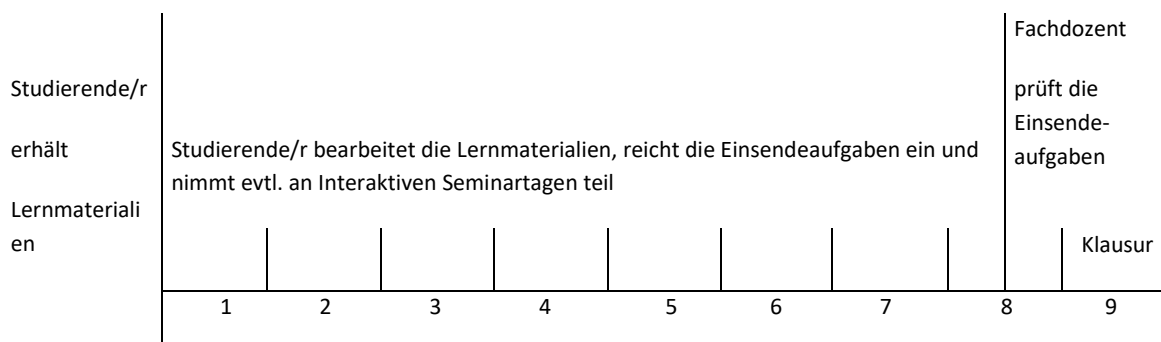 Studierende/r
erhält
Lernmateriali
en
Studierende/r bearbeitet die Lernmaterialien, reicht die Einsendeaufgaben ein und
nimmt evtl. an Interaktiven Seminartagen teil
Fachdozent
prüft die
Einsende-
aufgaben
Klausur
1 2 3 4 5 6 7 8 9